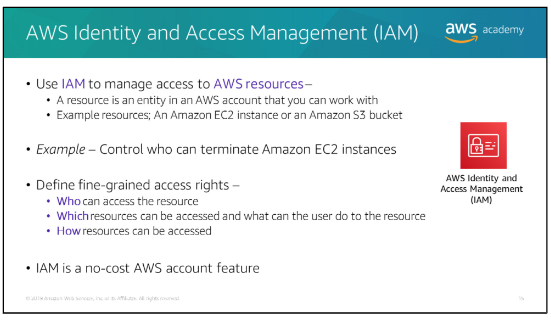 AWS Identity and Access Management (IAM)
aws academy
• Use IAM to manage access to AWS resources –
• A resource is an entity in an AWS account that you can work with
• Example resources; An Amazon EC2 instance or an Amazon S3 bucket
• Example – Control who can terminate Amazon EC2 instances
• Define fine-grained access rights –
• Who can access the resource
• Which resources can be accessed and what can the user do to the resource
• How resources can be accessed
• IAM is a no-cost AWS account feature
AWS Identity and
Access Management
(IAM)
© 2019 Amazon Web Services, Inc. or its Affiliates. All rights reserved.